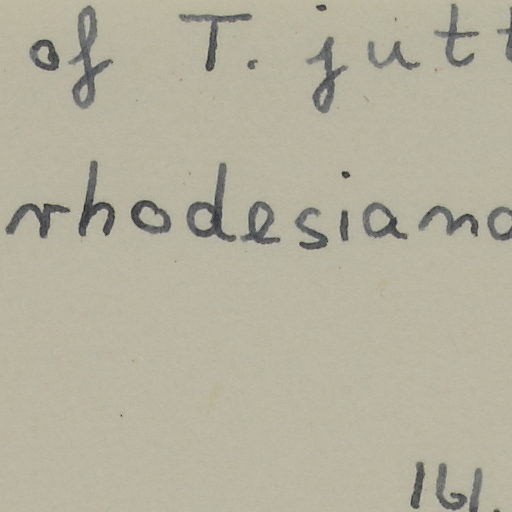 of T. jutt
rhodesiana
161.